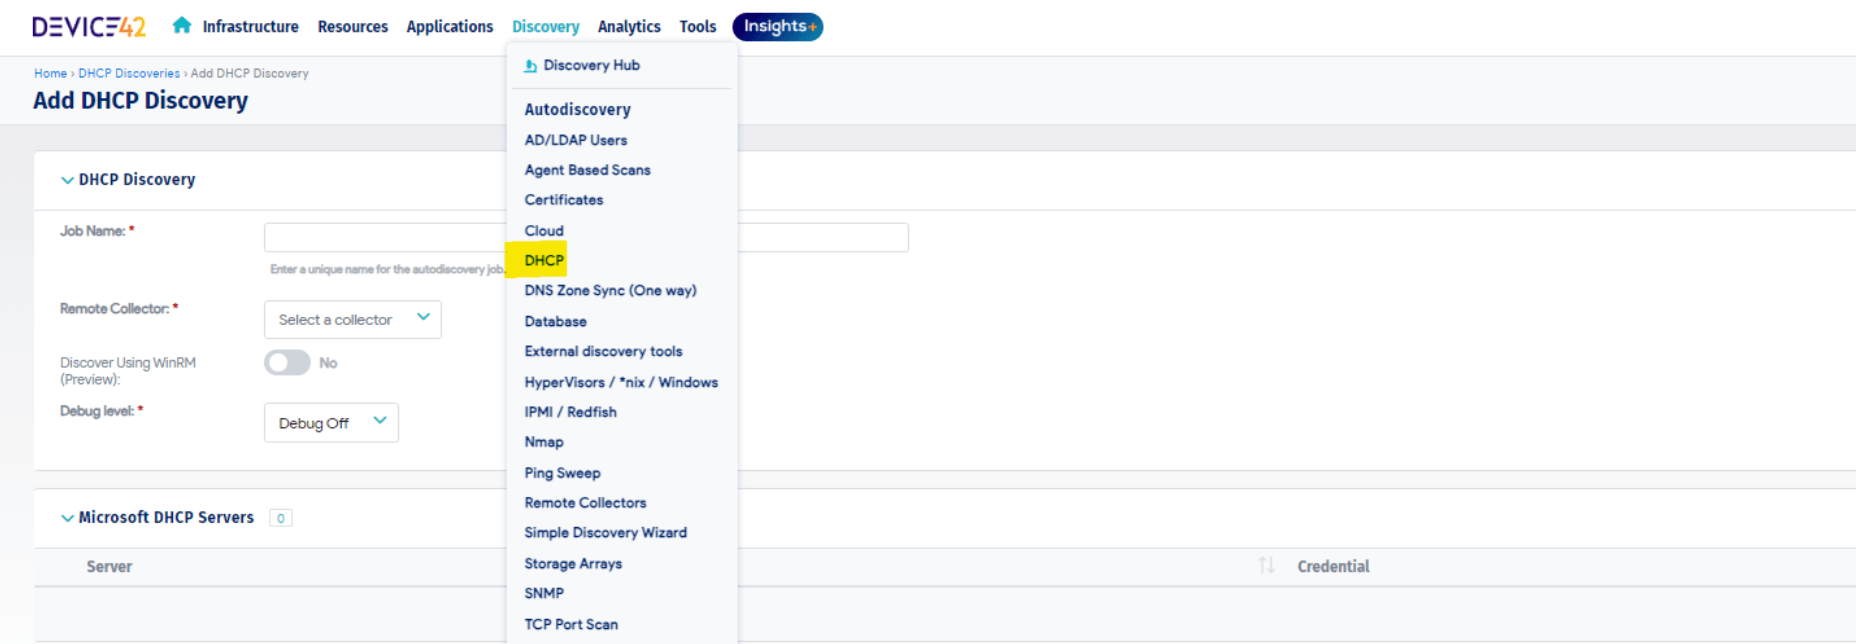 DEVICE42 Infrastructure Resources Applications Discovery Analytics Tools Insights+
Home › DHCP Discoveries › Add DHCP Discovery
Add DHCP Discovery
Discovery Hub
Autodiscovery
AD/LDAP Users
Agent Based Scans
Certificates
Cloud
DHCP
DNS Zone Sync (One way)
Database
External discovery tools
HyperVisors / *nix / Windows
IPMI / Redfish
Nmap
Ping Sweep
Remote Collectors
Simple Discovery Wizard
Storage Arrays
SNMP
TCP Port Scan
DHCP Discovery
Job Name: *
Enter a unique name for the autodiscovery job.
Remote Collector: *
Select a collector
Discover Using WinRM
(Preview):
No
Debug level: *
Debug Off
Microsoft DHCP Servers 0
Server Credential